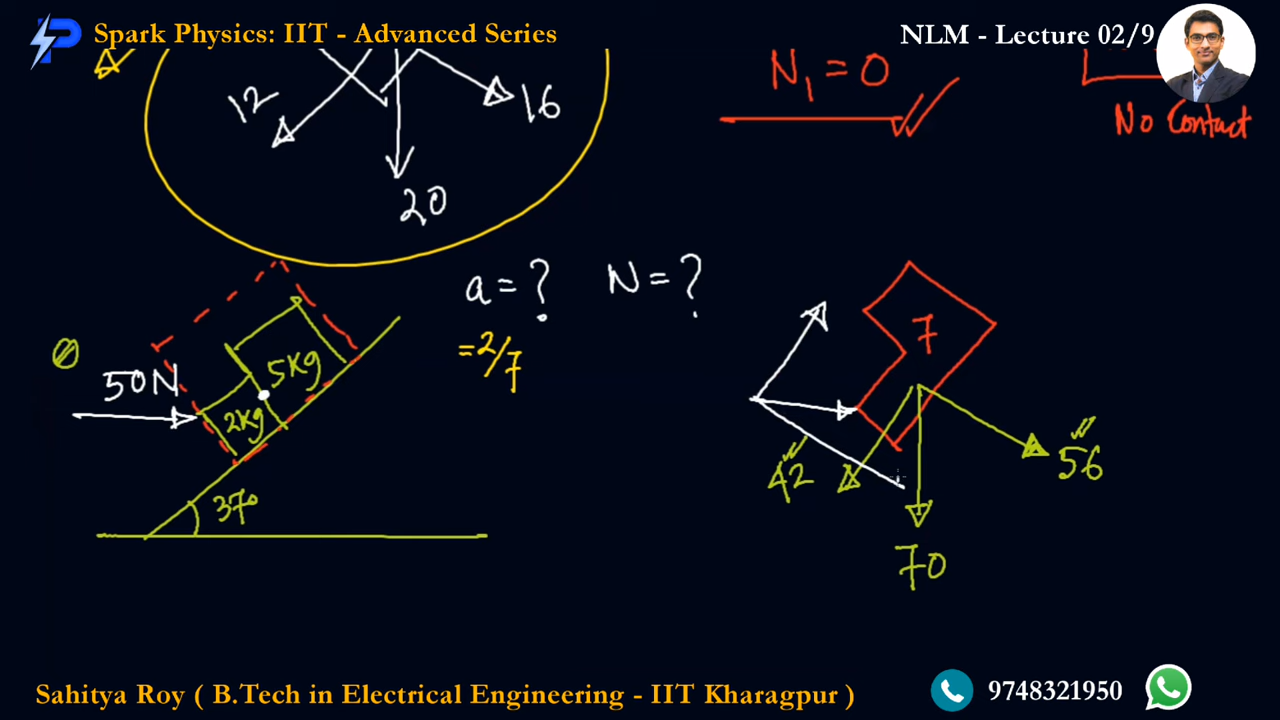 Spark Physics: IIT - Advanced Series
NLM - Lecture 02/9
N₁ = 0
No Contact
12
16
20
a = ?
N = ?
= 2/7
50N
5Kg
2Kg
37°
7
42
56
70
Sahitya Roy ( B.Tech in Electrical Engineering - IIT Kharagpur )
9748321950